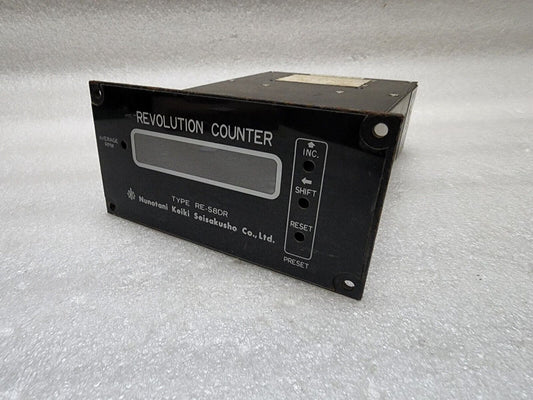 REVOLUTION COUNTER
AVERAGE
RPM
INC.
SHIFT
RESET
PRESET
TYPE RE-58DR
Nunotani Keiki Seisakusho Co., Ltd.